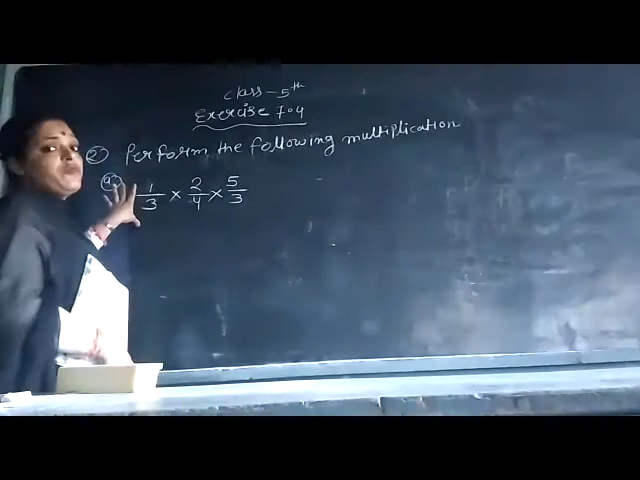 Class - 5th
Exercise 7.4
2) Perform the following multiplication
a) 1/3 × 2/4 × 5/3